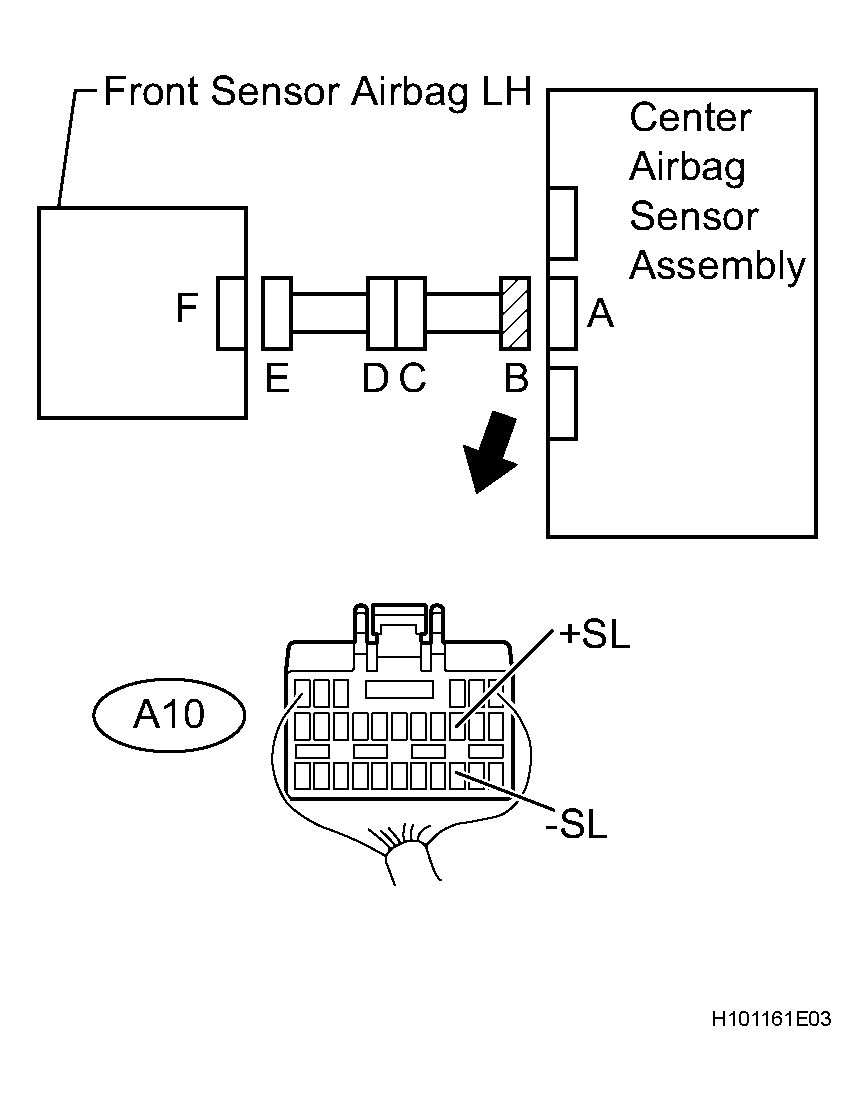 Front Sensor Airbag LH
Center
Airbag
Sensor
Assembly
F
A
E
D
C
B
+SL
A10
-SL
H101161E03